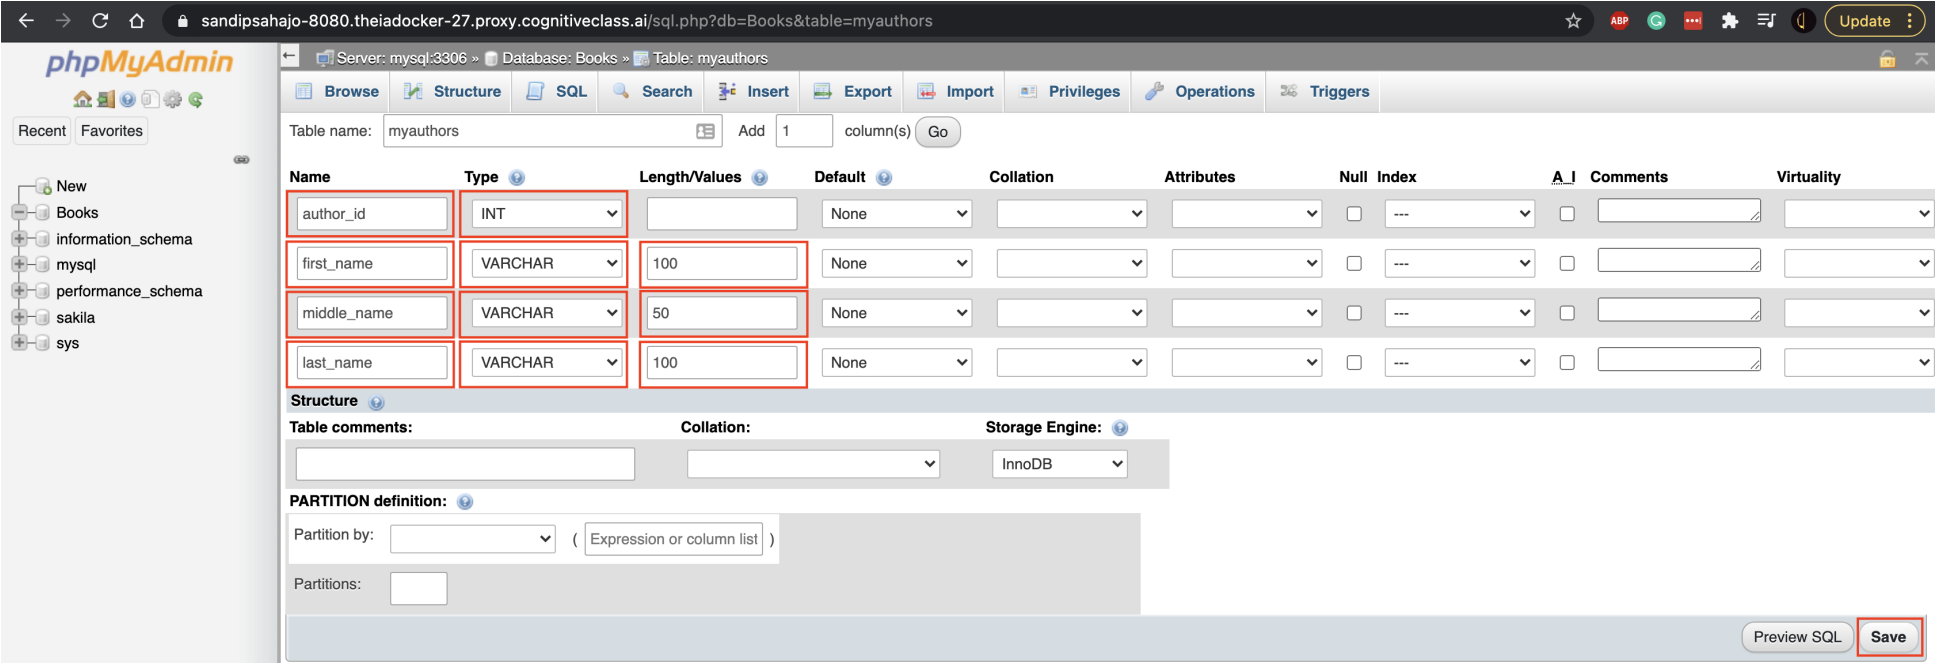 sandipsahajo-8080.theiadocker-27.proxy.cognitiveclass.ai/sql.php?db=Books&table=myauthors
ABP
Update
phpMyAdmin
Recent Favorites
New
Books
information_schema
mysql
performance_schema
sakila
sys
Server: mysql:3306 » Database: Books » Table: myauthors
Browse Structure SQL Search Insert Export Import Privileges Operations Triggers
Table name: myauthors Add 1 column(s) Go
Name Type Length/Values Default Collation Attributes Null Index A_I Comments Virtuality
author_id INT None ---
first_name VARCHAR 100 None ---
middle_name VARCHAR 50 None ---
last_name VARCHAR 100 None ---
Structure
Table comments: Collation: Storage Engine:
InnoDB
PARTITION definition:
Partition by: ( Expression or column list )
Partitions:
Preview SQL Save